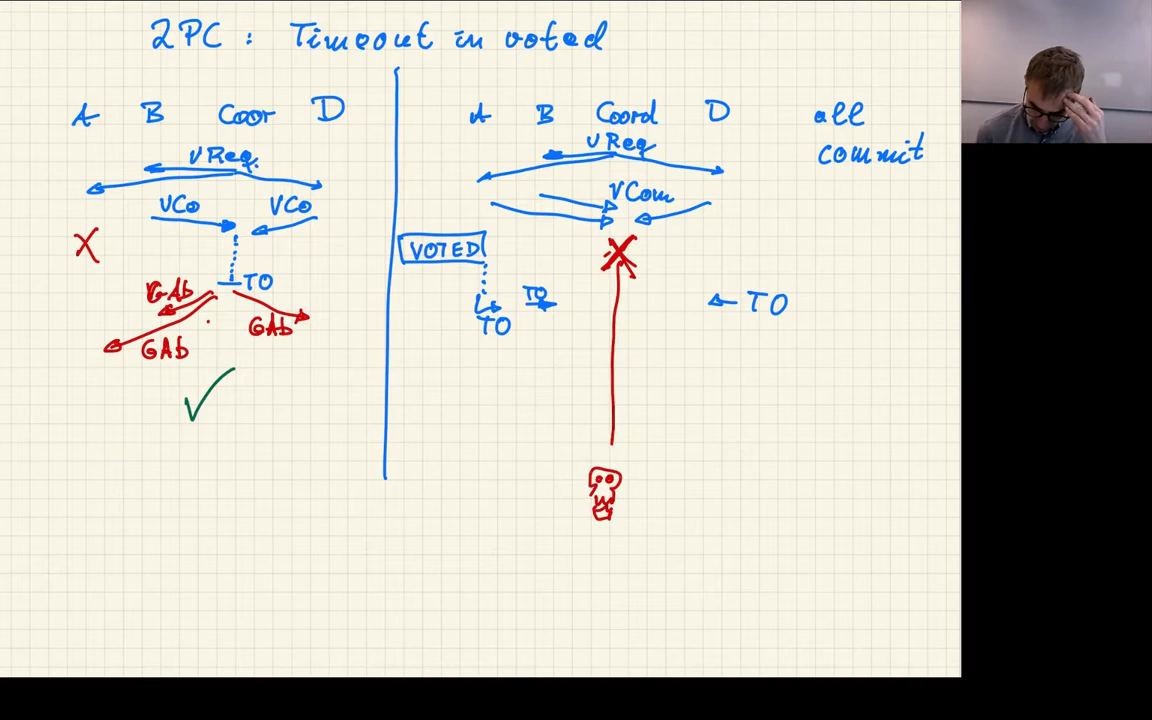 2PC : Timeout in voted
A B Coor D
VReq.
VCo VCo
X
TO
GAb
GAb
GAb
A B Coord D all
commit
VReq
VCom
VOTED
TO
TO
TO